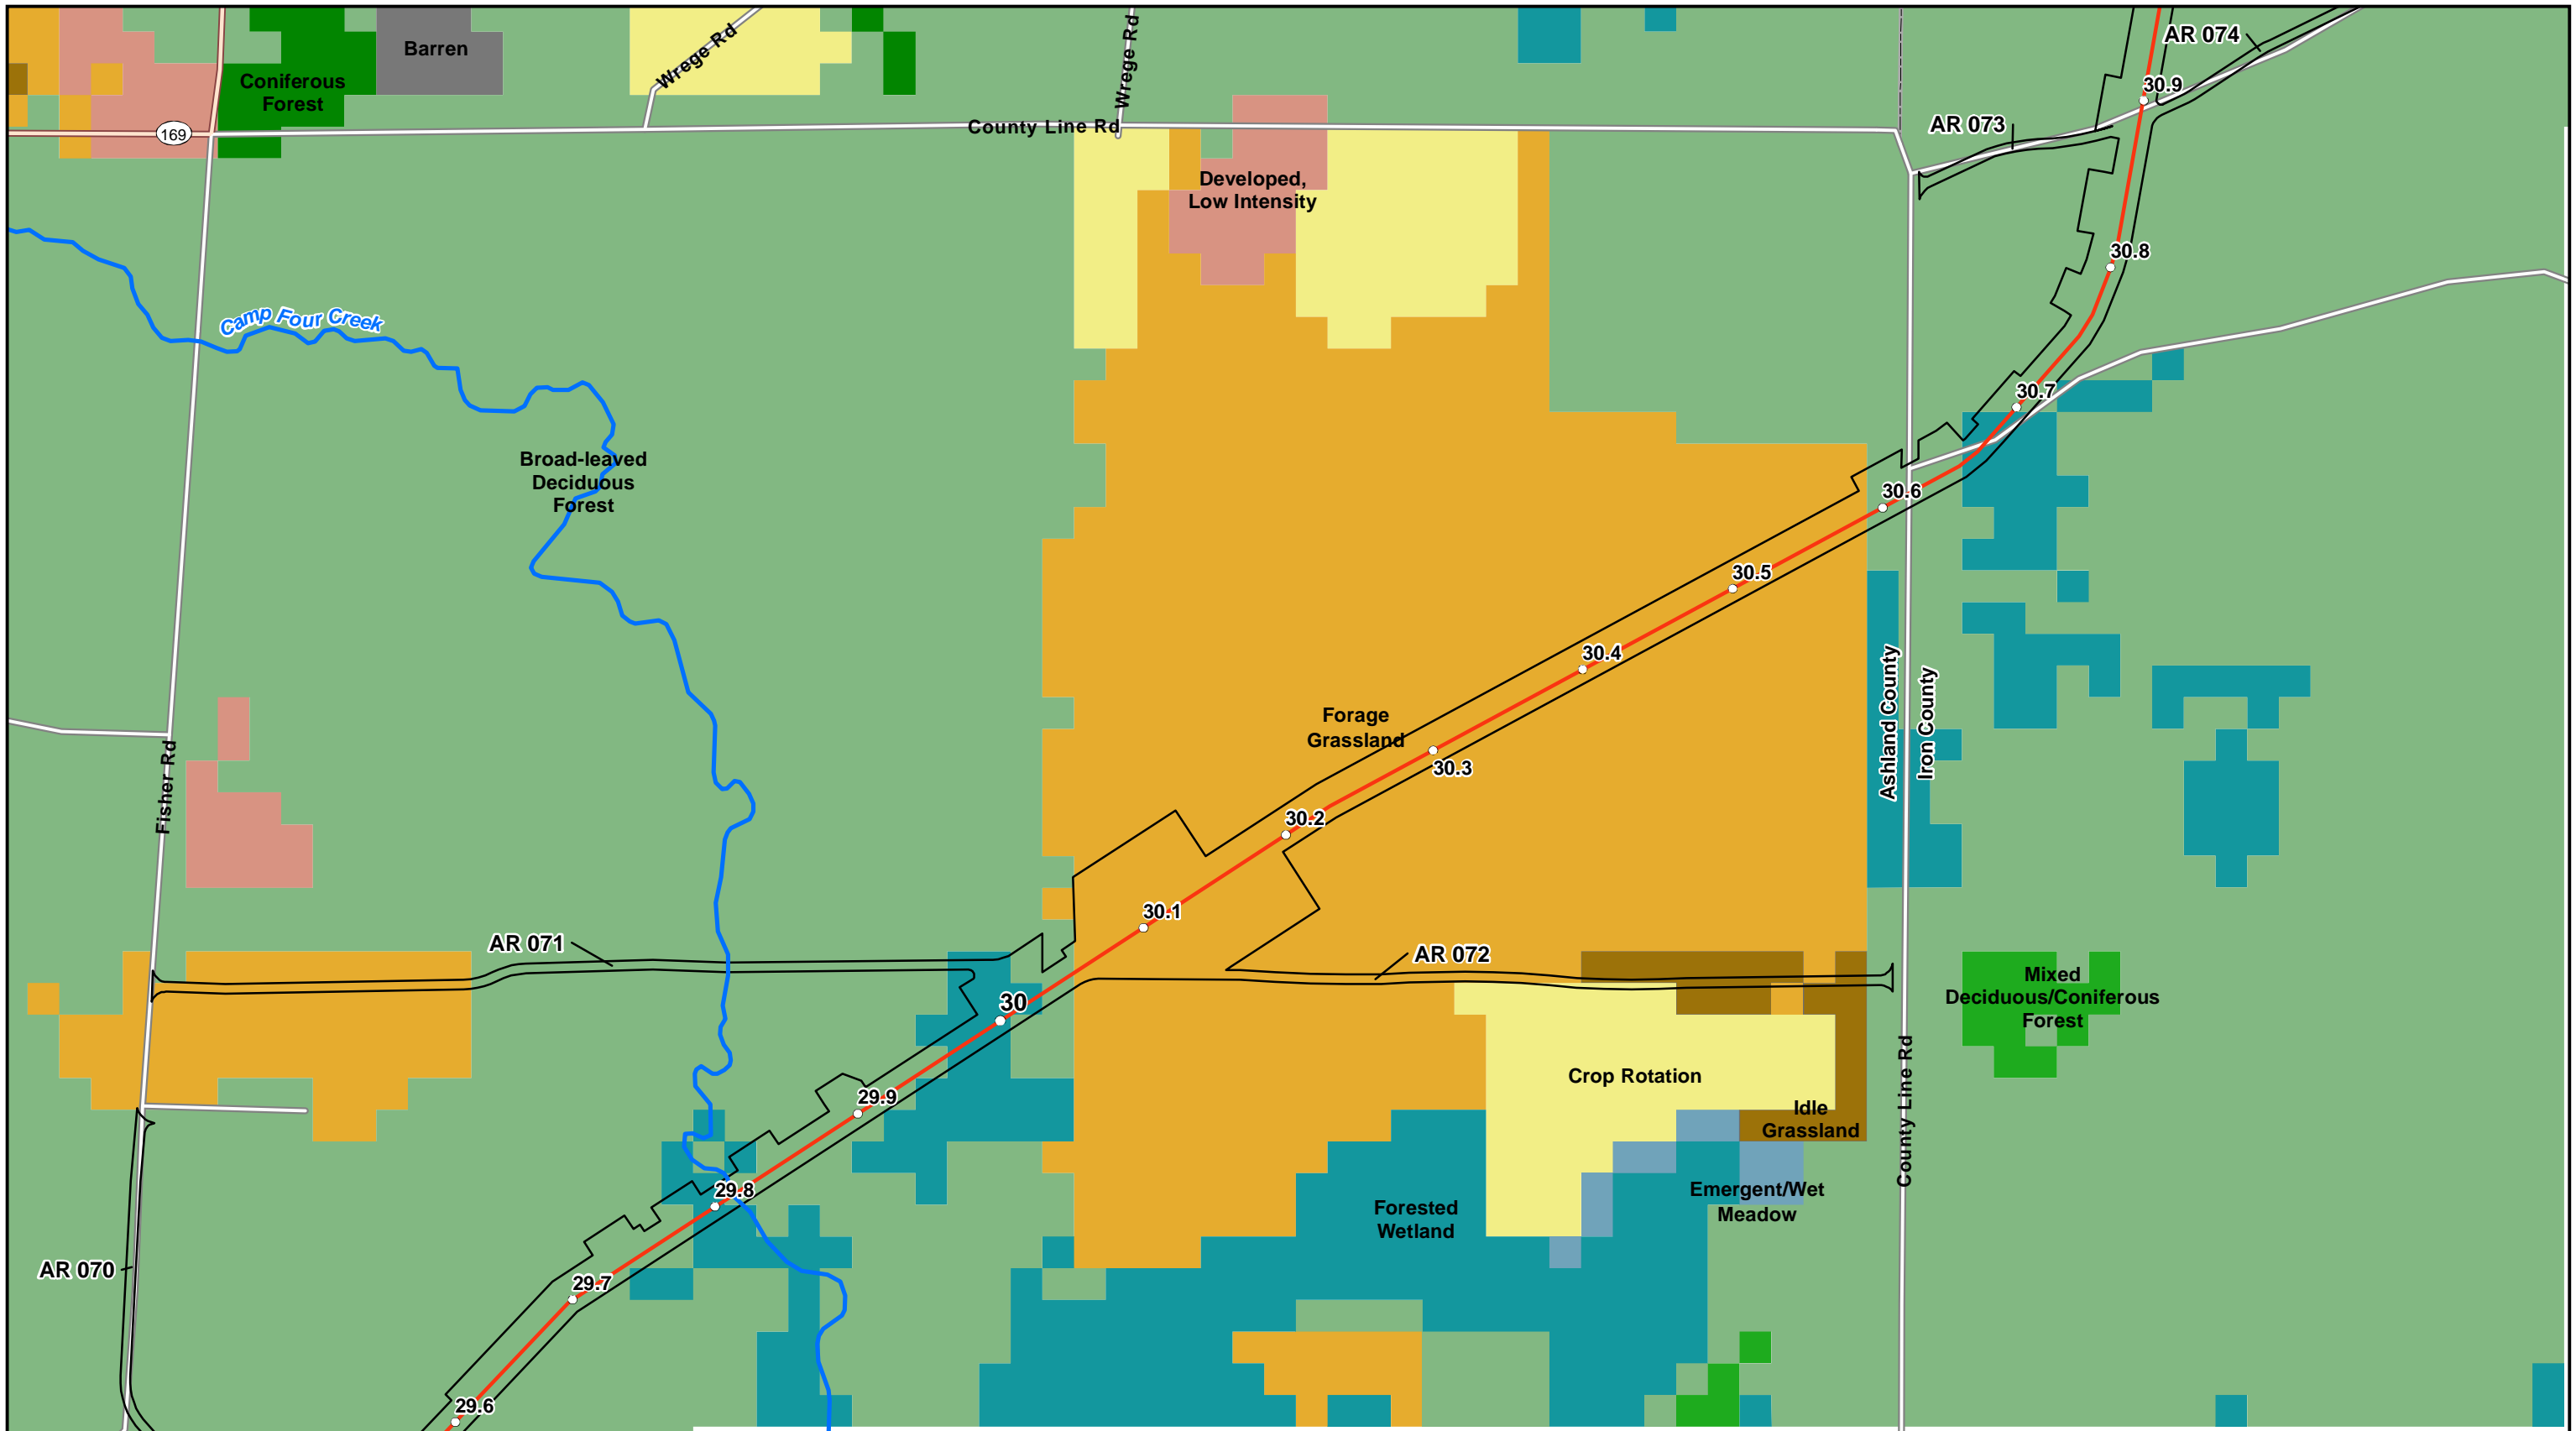 AR 074
Barren
Wrege Rd
Wrege Rd
Coniferous
Forest
30.9
169
County Line Rd
AR 073
Developed,
Low Intensity
30.8
Camp Four Creek
30.7
Broad-leaved
Deciduous
Forest
30.6
30.5
30.4
Ashland County
Iron County
Forage
Grassland
30.3
Fisher Rd
30.2
30.1
AR 071
AR 072
Mixed
Deciduous/Coniferous
Forest
30
Crop Rotation
29.9
Idle
Grassland
County Line Rd
29.8
Emergent/Wet
Meadow
Forested
Wetland
AR 070
29.7
29.6